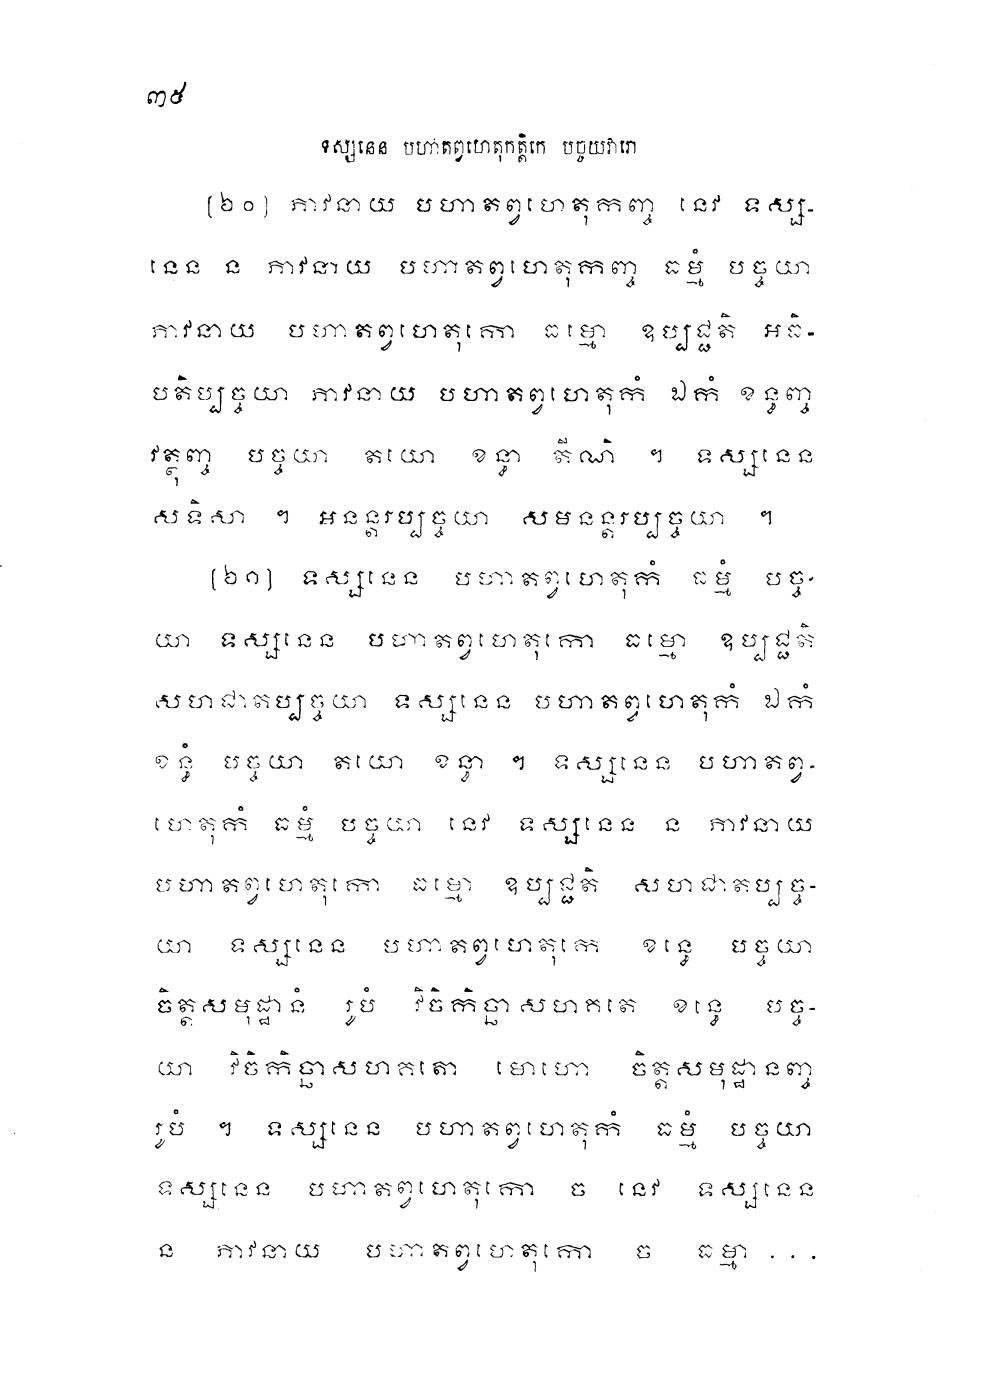 ៣៥
ទស្សនេន បហាតព្វហេតុកត្តិកេ បច្ចយវារោ
[២០] ភាវនាយ បហាតព្វហេតុកញ្ច នេវ ទស្ស-
នេន ន ភាវនាយ បហាតព្វហេតុកញ្ច ធម្មំ បច្ចយា
ភាវនាយ បហាតព្វហេតុកោ ធម្មោ ឧប្បជ្ជតិ អធិ-
បតិប្បច្ចយា ភាវនាយ បហាតព្វហេតុកំ ឯកំ ខន្ធញ្ច
វត្ថុញ្ច បច្ចយា តយោ ខន្ធា តីណិ ។ ទស្សនេន
សទិសា ។ អនន្តរប្បច្ចយា សមនន្តរប្បច្ចយា ។
[២១] ទស្សនេន បហាតព្វហេតុកំ ធម្មំ បច្ច-
យា ទស្សនេន បហាតព្វហេតុកោ ធម្មោ ឧប្បជ្ជតិ
សហជាតប្បច្ចយា ទស្សនេន បហាតព្វហេតុកំ ឯកំ
ខន្ធំ បច្ចយា តយោ ខន្ធា ។ ទស្សនេន បហាតព្វ-
ហេតុកំ ធម្មំ បច្ចយា នេវ ទស្សនេន ន ភាវនាយ
បហាតព្វហេតុកោ ធម្មោ ឧប្បជ្ជតិ សហជាតប្បច្ច-
យា ទស្សនេន បហាតព្វហេតុកេ ខន្ធេ បច្ចយា
ចិត្តសមុដ្ឋានំ រូបំ វិចិកិច្ឆាសហគតេ ខន្ធេ បច្ច-
យា វិចិកិច្ឆាសហគតោ មោហោ ចិត្តសមុដ្ឋានញ្ច
រូបំ ។ ទស្សនេន បហាតព្វហេតុកំ ធម្មំ បច្ចយា
ទស្សនេន បហាតព្វហេតុកោ ច នេវ ទស្សនេន
ន ភាវនាយ បហាតព្វហេតុកោ ច ធម្មា ...